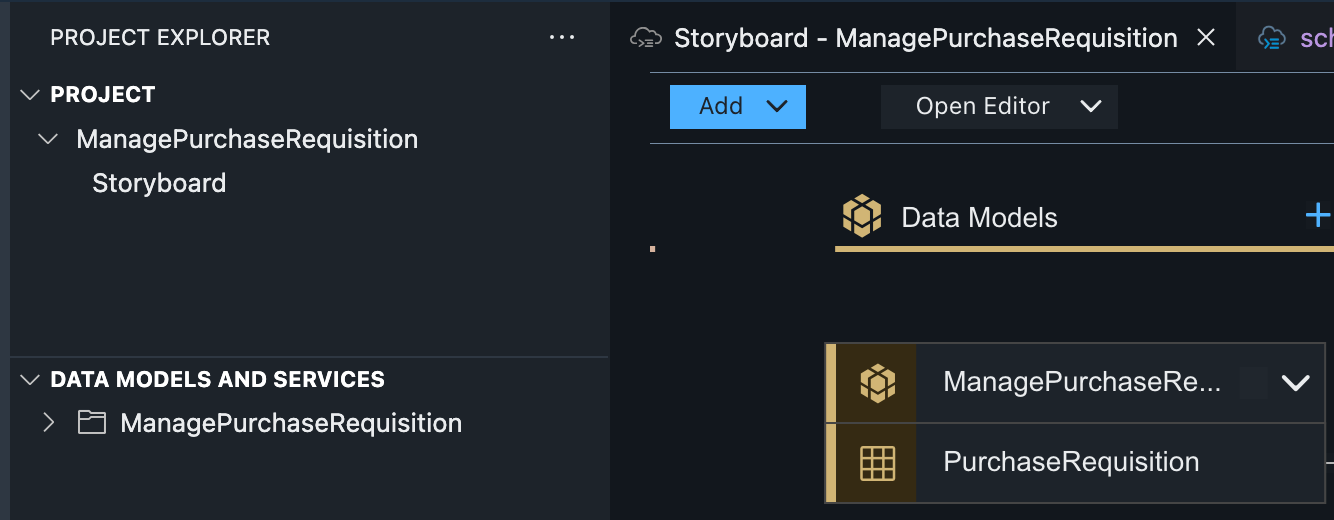 PROJECT EXPLORER
PROJECT
ManagePurchaseRequisition
Storyboard
DATA MODELS AND SERVICES
ManagePurchaseRequisition
Storyboard - ManagePurchaseRequisition
sch
Add
Open Editor
Data Models
ManagePurchaseRe...
PurchaseRequisition